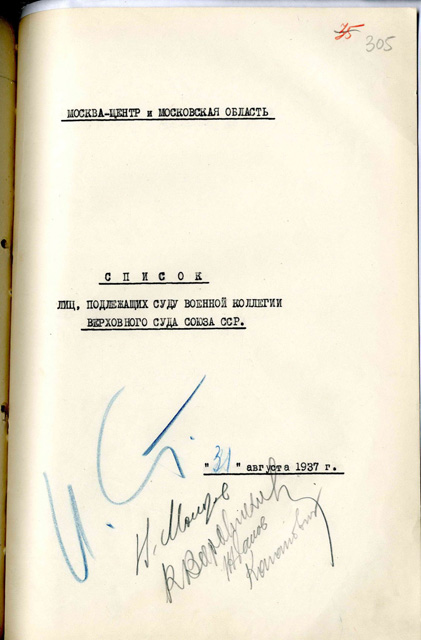 35
305
МОСКВА-ЦЕНТР и МОСКОВСКАЯ ОБЛАСТЬ
С П И С О К
ЛИЦ, ПОДЛЕЖАЩИХ СУДУ ВОЕННОЙ КОЛЛЕГИИ
ВЕРХОВНОГО СУДА СОЮЗА ССР.
И. Ст.
"31" августа 1937 г.
В. Молотов
К Ворошилов
Жданов
Каганович